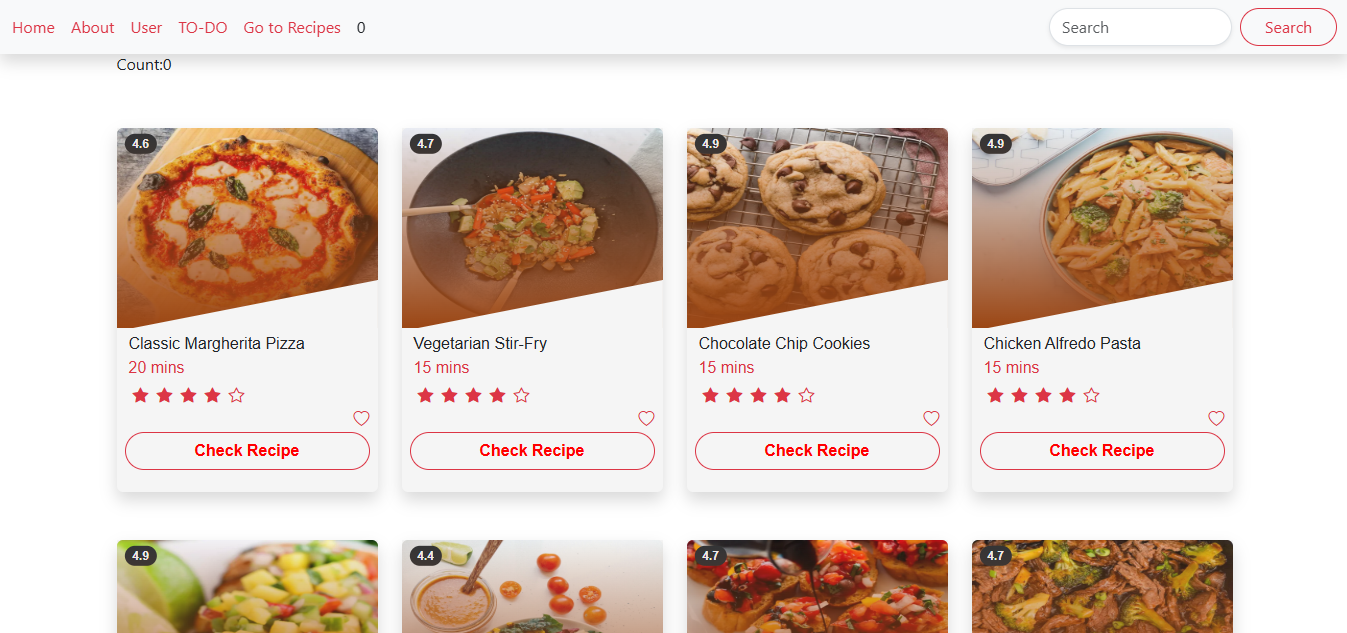 Home About User TO-DO Go to Recipes 0 Search Search
Count:0
4.6 4.7 4.9 4.9
Classic Margherita Pizza Vegetarian Stir-Fry Chocolate Chip Cookies Chicken Alfredo Pasta
20 mins 15 mins 15 mins 15 mins
Check Recipe Check Recipe Check Recipe Check Recipe
4.9 4.4 4.7 4.7